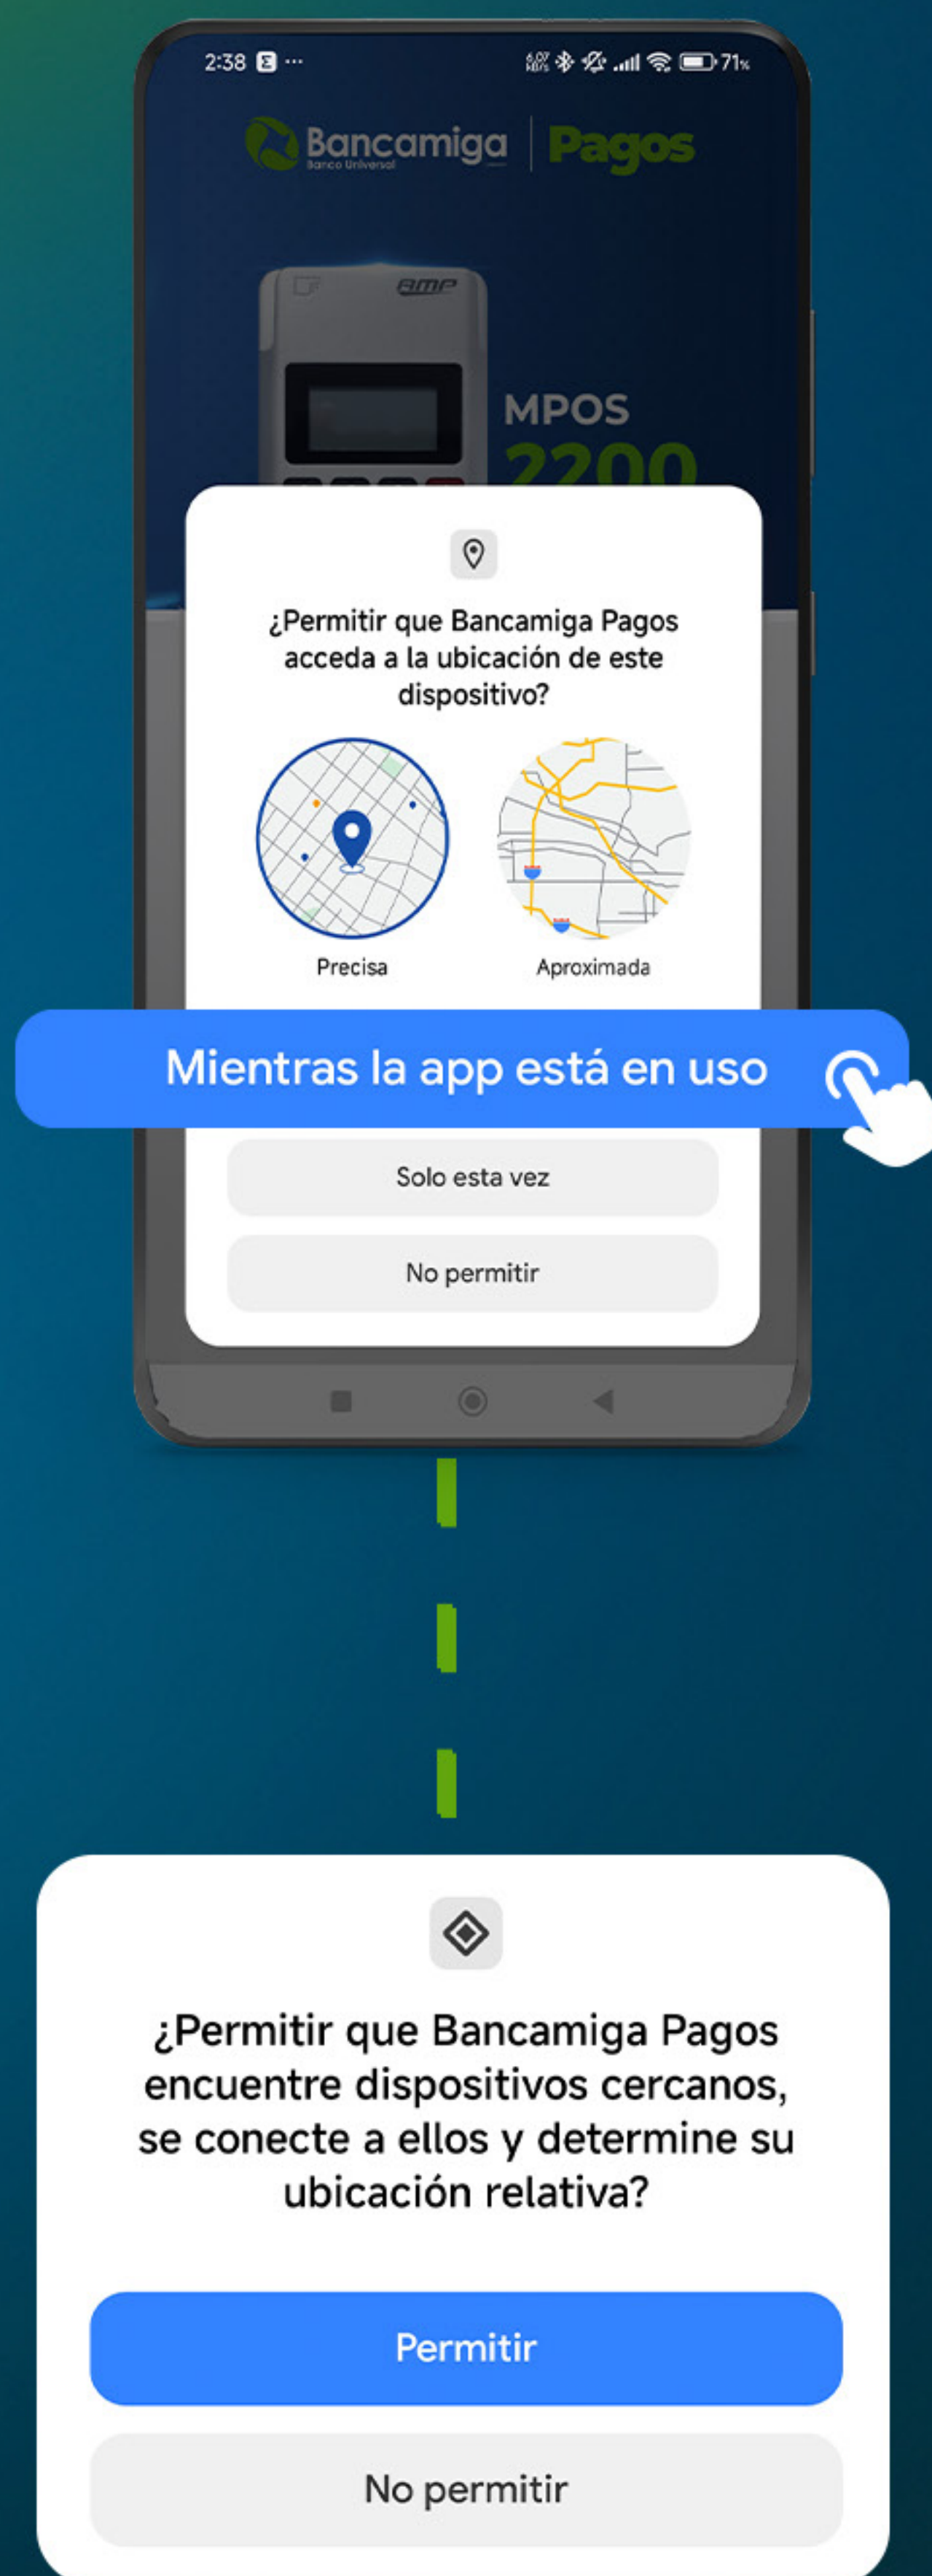 2:38
71%
Bancamiga
Banco Universal
Pagos
AMP
MPOS
2200
¿Permitir que Bancamiga Pagos
acceda a la ubicación de este
dispositivo?
Precisa
Aproximada
Mientras la app está en uso
Solo esta vez
No permitir
¿Permitir que Bancamiga Pagos
encuentre dispositivos cercanos,
se conecte a ellos y determine su
ubicación relativa?
Permitir
No permitir